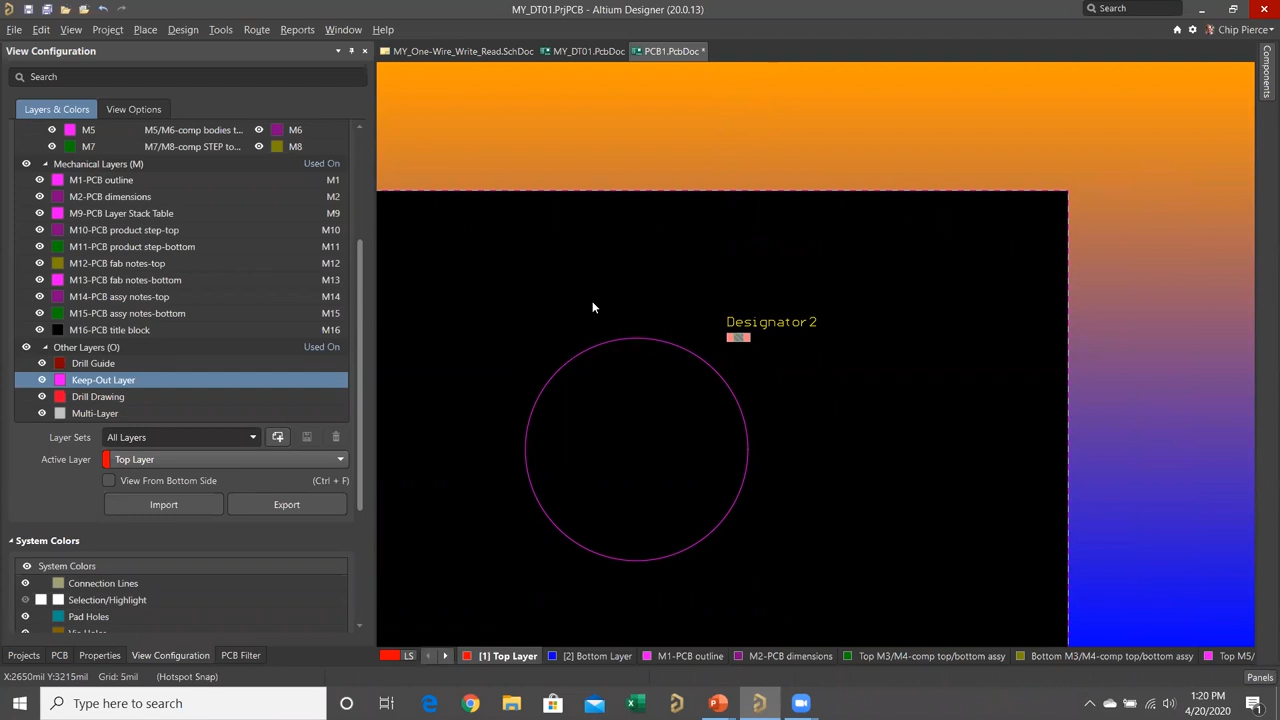 MY_DT01.PrjPCB - Altium Designer (20.0.13)
Search
File Edit View Project Place Design Tools Route Reports Window Help
Chip Pierce
View Configuration
MY_One-Wire_Write_Read.SchDoc
MY_DT01.PcbDoc
PCB1.PcbDoc *
Components
Search
Layers & Colors
View Options
M5 M5/M6-comp bodies t... M6
M7 M7/M8-comp STEP to... M8
Mechanical Layers (M) Used On
M1-PCB outline M1
M2-PCB dimensions M2
M9-PCB Layer Stack Table M9
M10-PCB product step-top M10
M11-PCB product step-bottom M11
M12-PCB fab notes-top M12
M13-PCB fab notes-bottom M13
M14-PCB assy notes-top M14
M15-PCB assy notes-bottom M15
M16-PCB title block M16
Other Layers (O) Used On
Drill Guide
Keep-Out Layer
Drill Drawing
Multi-Layer
Layer Sets All Layers
Active Layer Top Layer
View From Bottom Side (Ctrl + F)
Import Export
System Colors
System Colors
Connection Lines
Selection/Highlight
Pad Holes
Via Holes
Designator2
Projects PCB Properties View Configuration PCB Filter
LS [1] Top Layer [2] Bottom Layer M1-PCB outline M2-PCB dimensions Top M3/M4-comp top/bottom assy Bottom M3/M4-comp top/bottom assy Top M5/
X:2650mil Y:3215mil Grid: 5mil (Hotspot Snap)
Panels
Type here to search
1:20 PM
4/20/2020
1